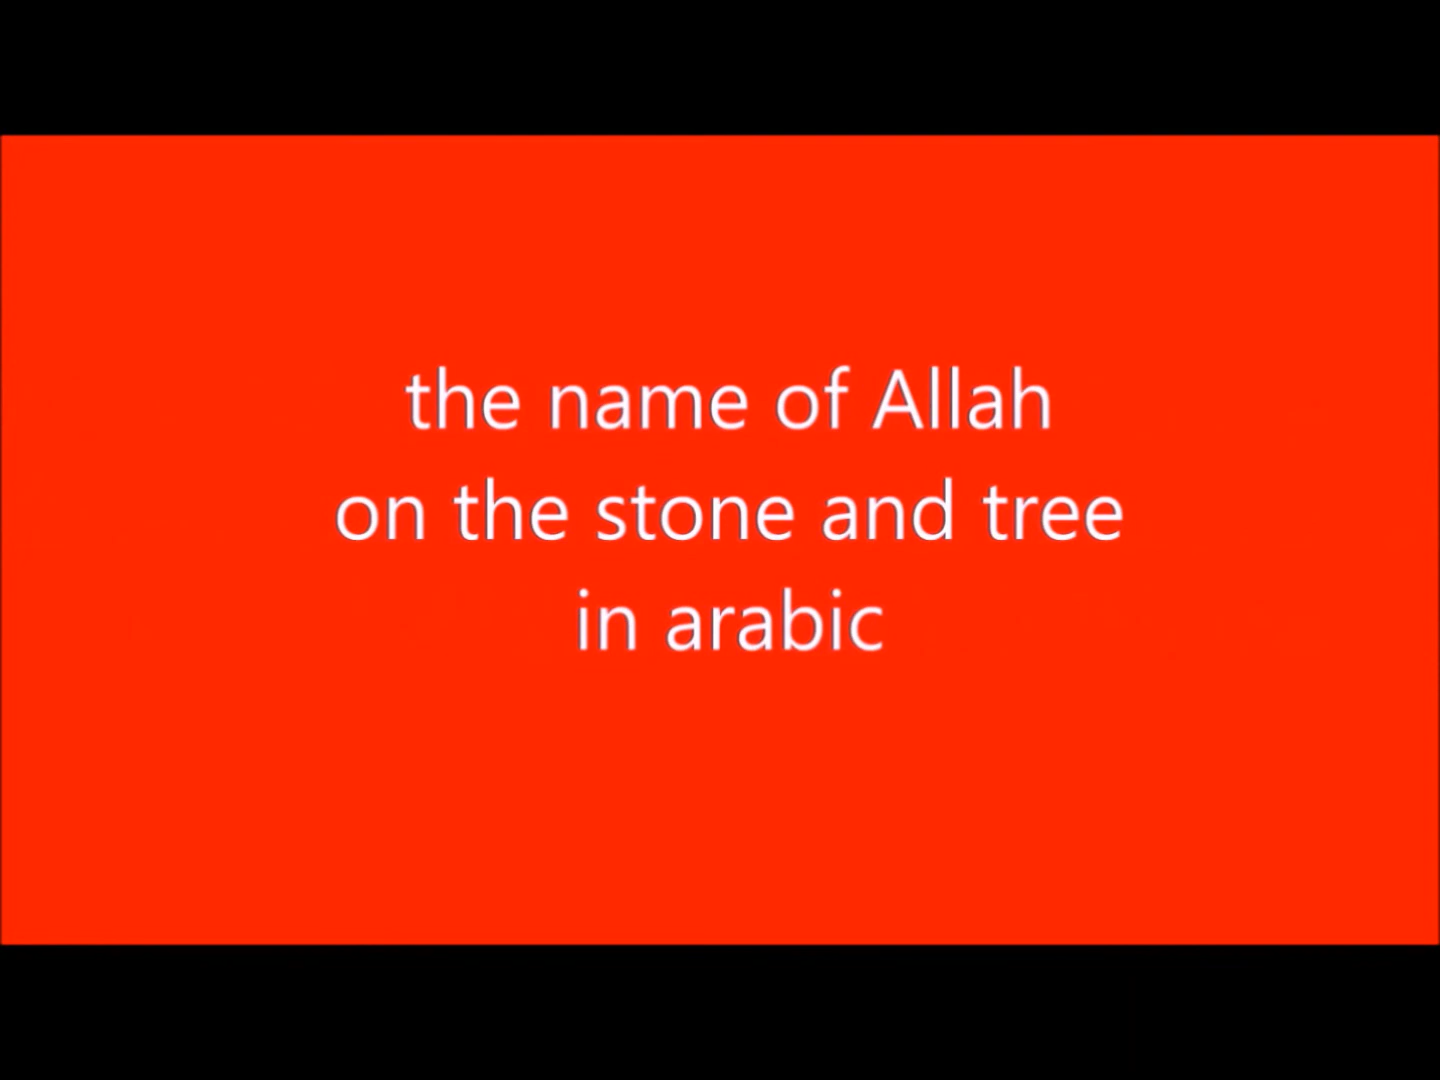 the name of Allah
on the stone and tree
in arabic